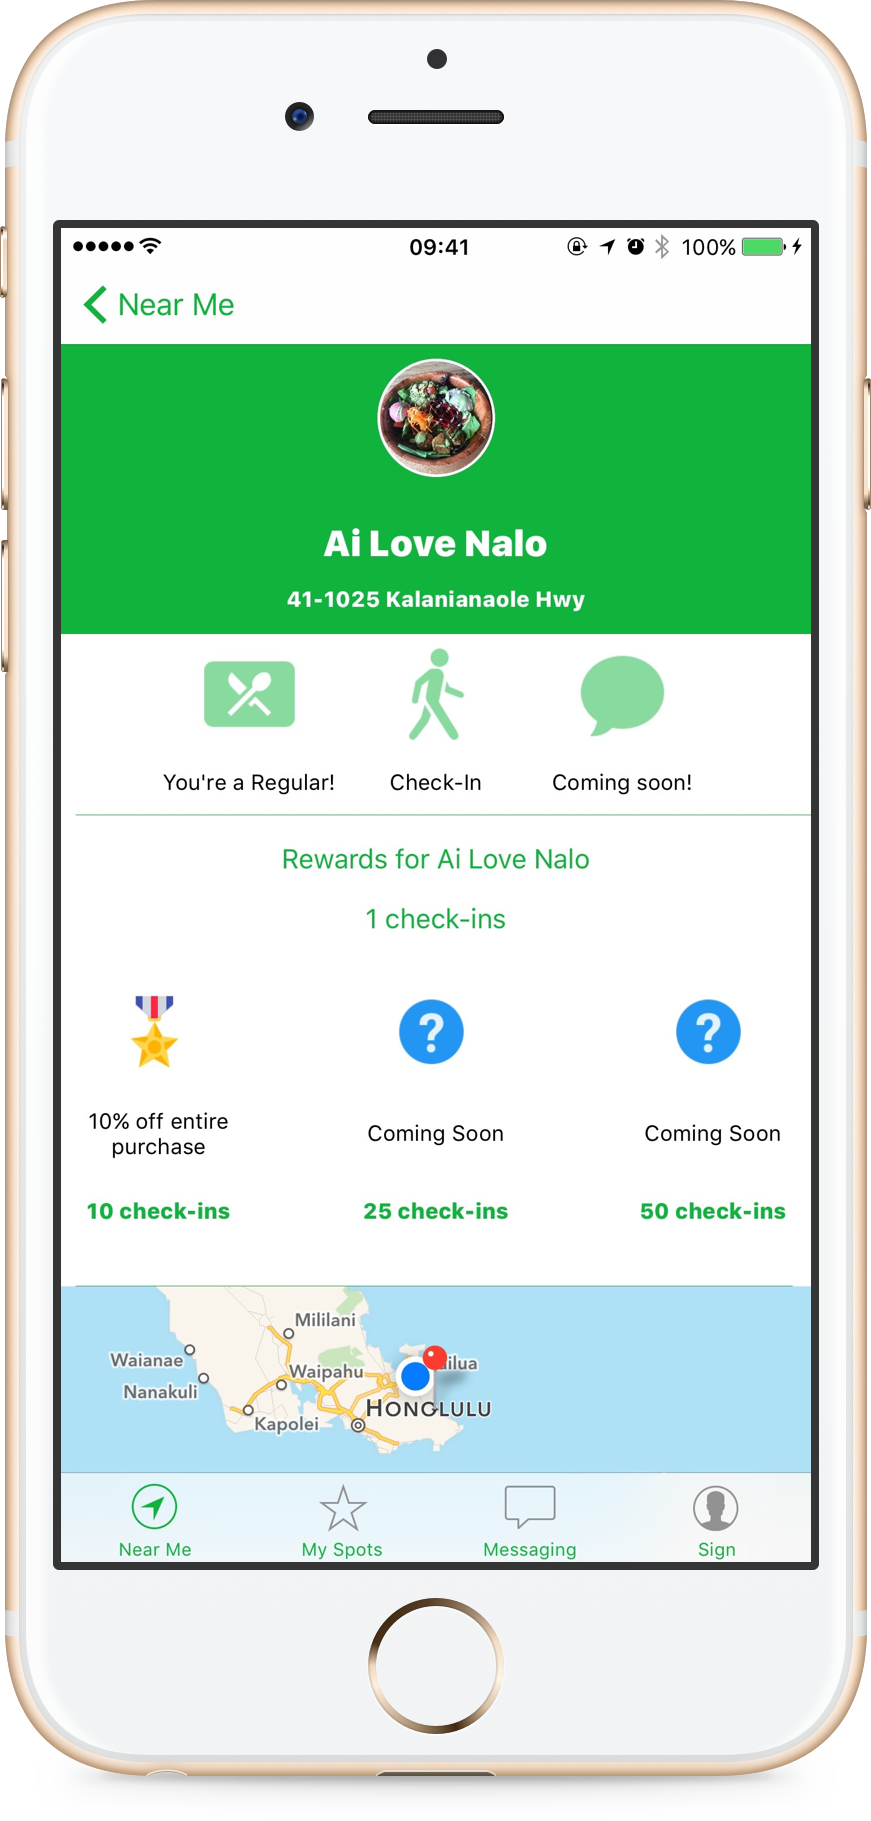 09:41
100%
Near Me
Ai Love Nalo
41-1025 Kalanianaole Hwy
You're a Regular!
Check-In
Coming soon!
Rewards for Ai Love Nalo
1 check-ins
?
?
10% off entire
purchase
Coming Soon
Coming Soon
10 check-ins
25 check-ins
50 check-ins
Mililani
Waianae
ilua
Waipahu
Nanakuli
HONOLULU
Kapolei
Near Me
My Spots
Messaging
Sign